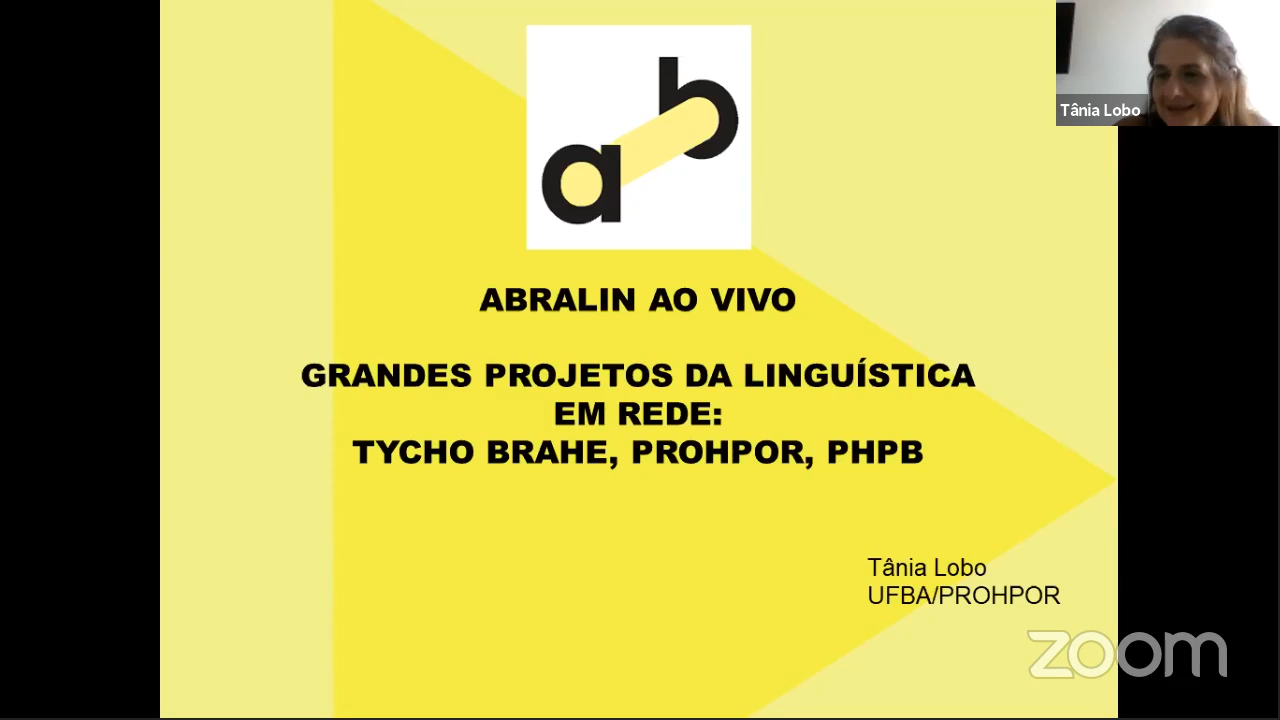 Tânia Lobo
ab
ABRALIN AO VIVO
GRANDES PROJETOS DA LINGUÍSTICA
EM REDE:
TYCHO BRAHE, PROHPOR, PHPB
Tânia Lobo
UFBA/PROHPOR
zoom